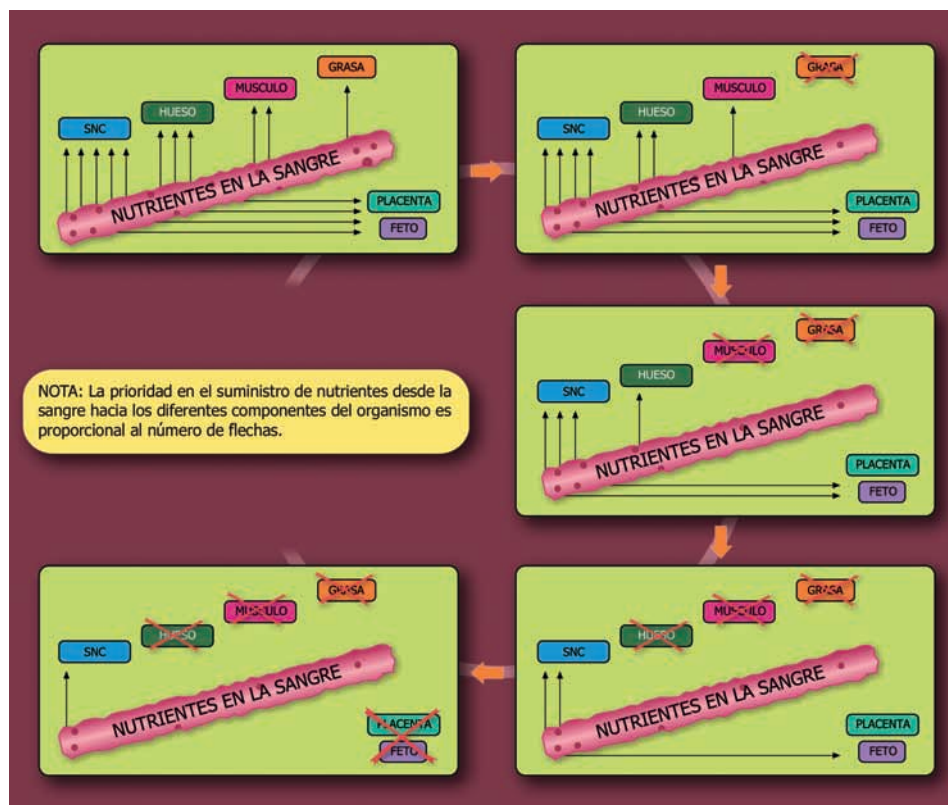 GRASA
MUSCULO
HUESO
SNC
NUTRIENTES EN LA SANGRE
PLACENTA
FETO
GRASA
MUSCULO
HUESO
SNC
NUTRIENTES EN LA SANGRE
PLACENTA
FETO
GRASA
MUSCULO
HUESO
SNC
NUTRIENTES EN LA SANGRE
PLACENTA
FETO
NOTA: La prioridad en el suministro de nutrientes desde la
sangre hacia los diferentes componentes del organismo es
proporcional al número de flechas.
GRASA
MUSCULO
HUESO
SNC
NUTRIENTES EN LA SANGRE
PLACENTA
FETO
GRASA
MUSCULO
HUESO
SNC
NUTRIENTES EN LA SANGRE
PLACENTA
FETO